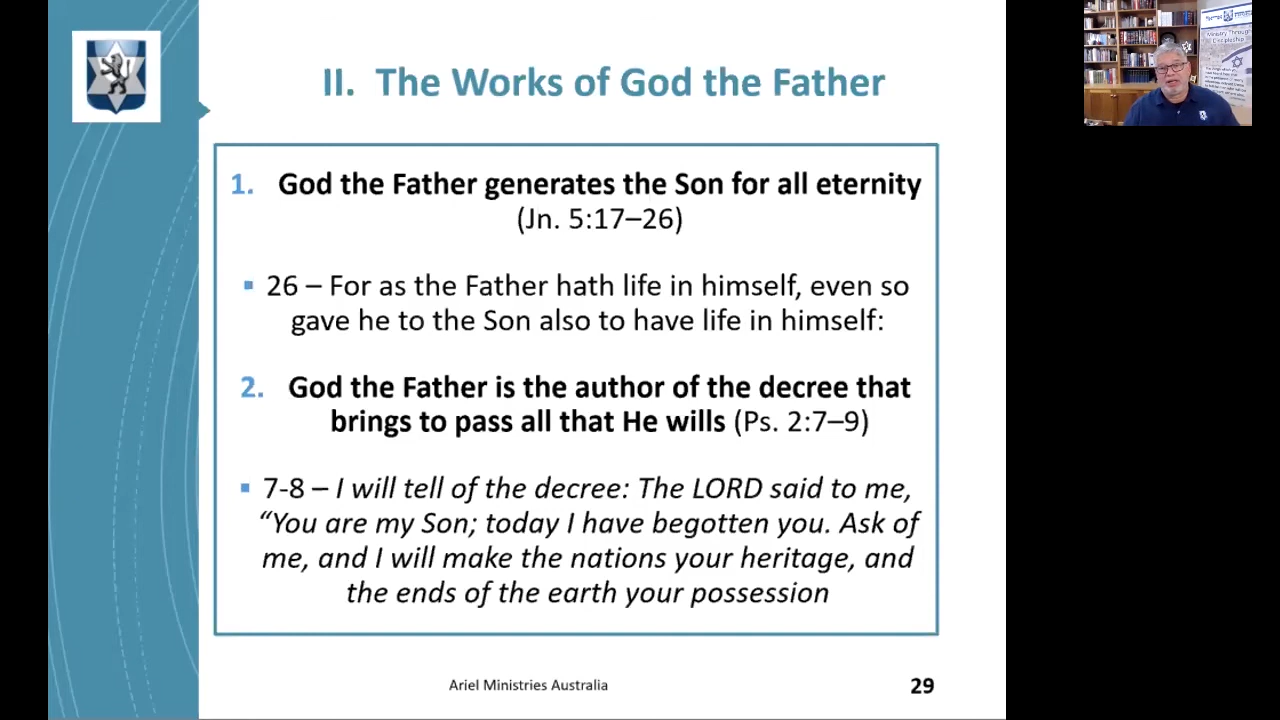 II. The Works of God the Father
1. God the Father generates the Son for all eternity
(Jn. 5:17–26)
▪ 26 – For as the Father hath life in himself, even so
gave he to the Son also to have life in himself:
2. God the Father is the author of the decree that
brings to pass all that He wills (Ps. 2:7–9)
▪ 7-8 – I will tell of the decree: The LORD said to me,
“You are my Son; today I have begotten you. Ask of
me, and I will make the nations your heritage, and
the ends of the earth your possession
Ariel Ministries Australia
29
Ministry Through
Discipleship